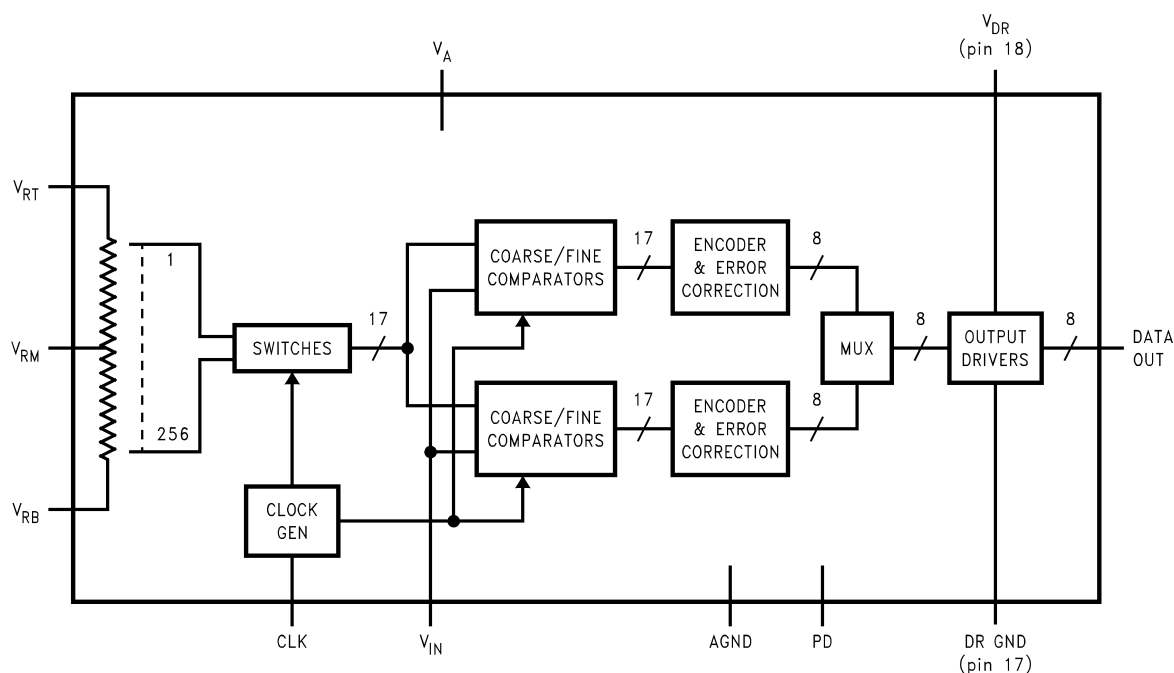 V_A
V_DR
(pin 18)
V_RT
1
V_RM
256
V_RB
SWITCHES
17
CLOCK
GEN
COARSE/FINE
COMPARATORS
17
ENCODER
& ERROR
CORRECTION
8
COARSE/FINE
COMPARATORS
17
ENCODER
& ERROR
CORRECTION
8
MUX
8
OUTPUT
DRIVERS
8
DATA
OUT
CLK
V_IN
AGND
PD
DR GND
(pin 17)